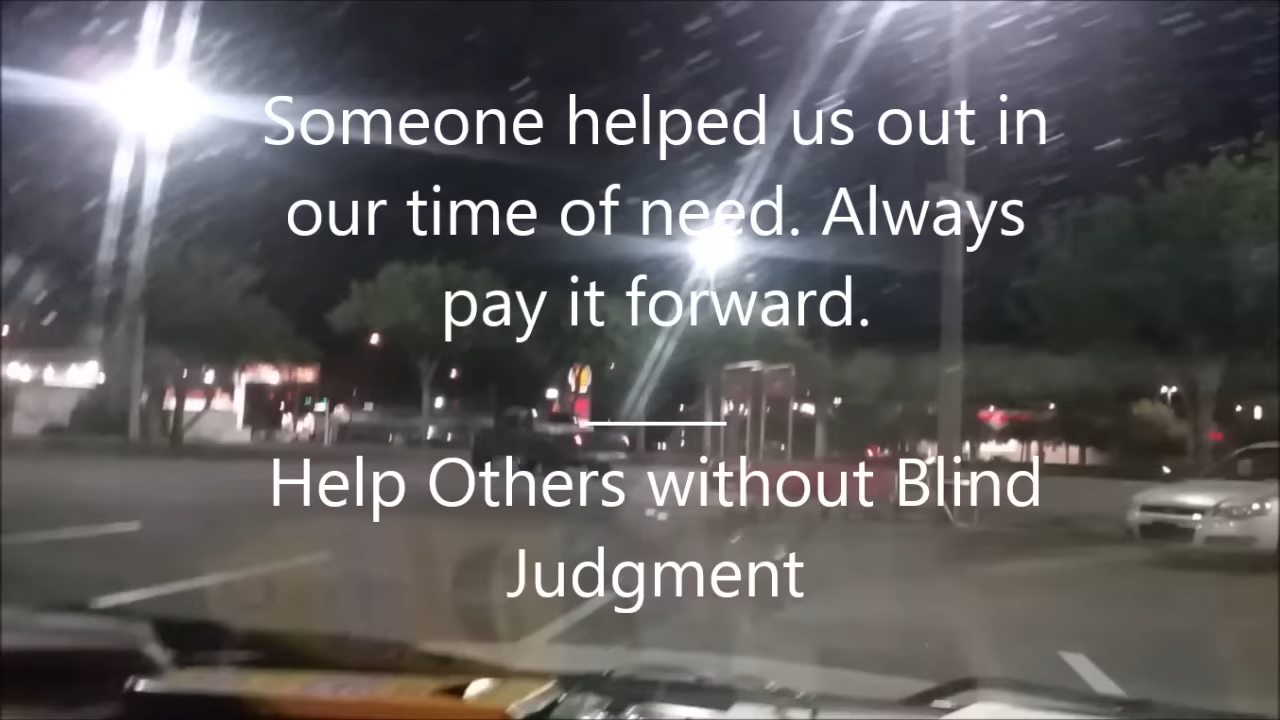 Someone helped us out in
our time of need. Always
pay it forward.
Help Others without Blind
Judgment